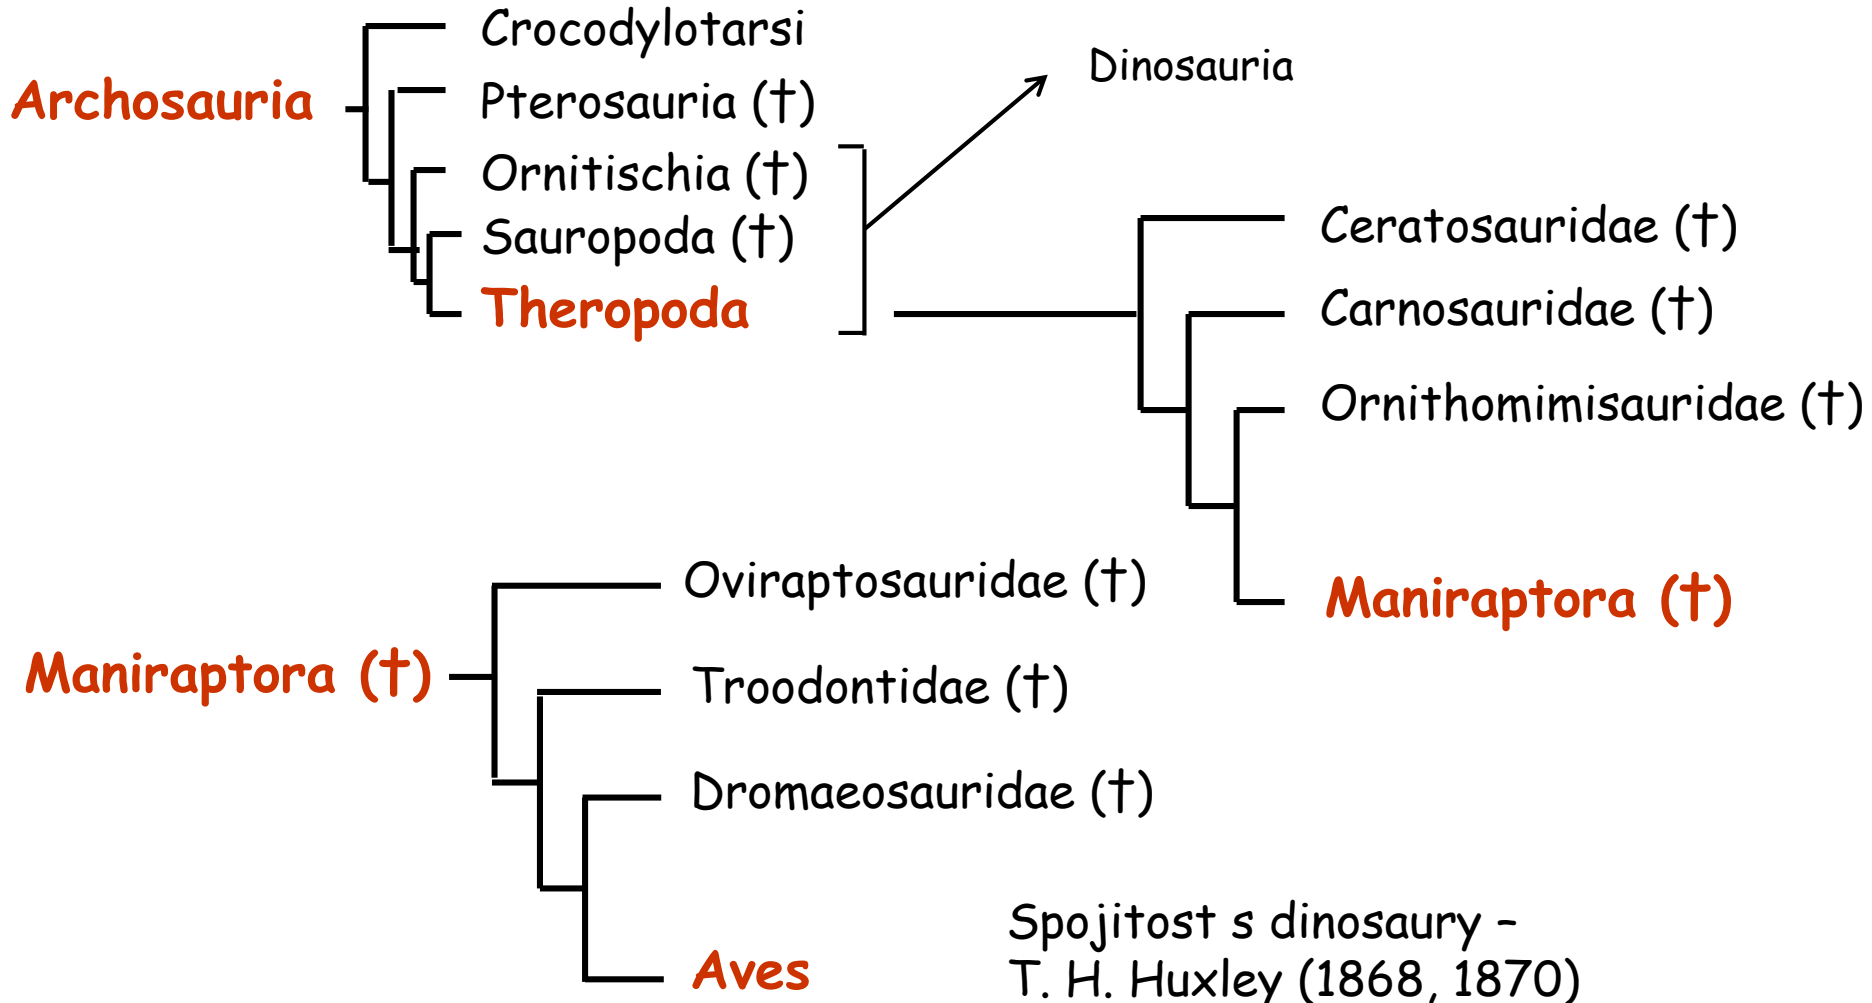 Archosauria
Crocodylotarsi
Pterosauria (†)
Ornitischia (†)
Sauropoda (†)
Theropoda
Dinosauria
Ceratosauridae (†)
Carnosauridae (†)
Ornithomimisauridae (†)
Maniraptora (†)
Maniraptora (†)
Oviraptosauridae (†)
Troodontidae (†)
Dromaeosauridae (†)
Aves
Spojitost s dinosaury –
T. H. Huxley (1868, 1870)